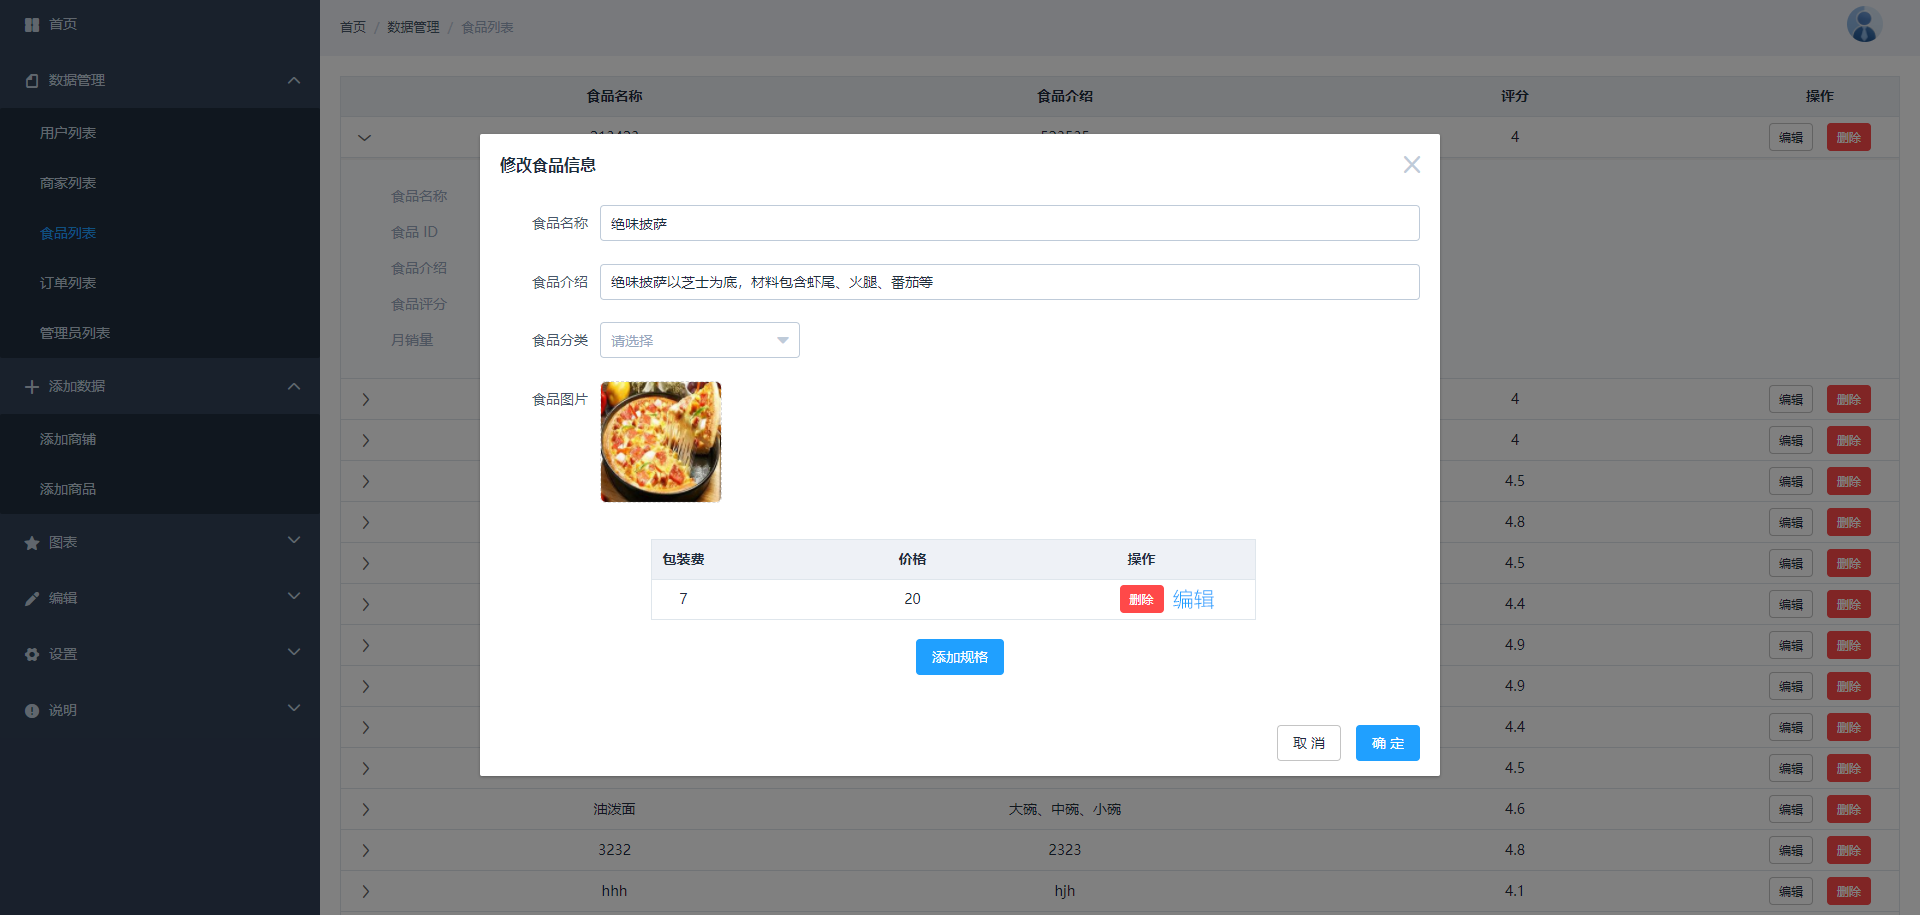 首页
数据管理
用户列表
商家列表
食品列表
订单列表
管理员列表
添加数据
添加商铺
添加商品
图表
编辑
设置
说明
首页 / 数据管理 / 食品列表
食品名称 食品介绍 评分 操作
4 编辑 删除
食品名称
食品 ID
食品介绍
食品评分
月销量
修改食品信息
食品名称 绝味披萨
食品介绍 绝味披萨以芝士为底，材料包含虾尾、火腿、番茄等
食品分类 请选择
食品图片
包装费 价格 操作
7 20 删除 编辑
添加规格
取 消 确 定
4 编辑 删除
4 编辑 删除
4.5 编辑 删除
4.8 编辑 删除
4.5 编辑 删除
4.4 编辑 删除
4.9 编辑 删除
4.9 编辑 删除
4.4 编辑 删除
4.5 编辑 删除
油泼面 大碗、中碗、小碗 4.6 编辑 删除
3232 2323 4.8 编辑 删除
hhh hjh 4.1 编辑 删除